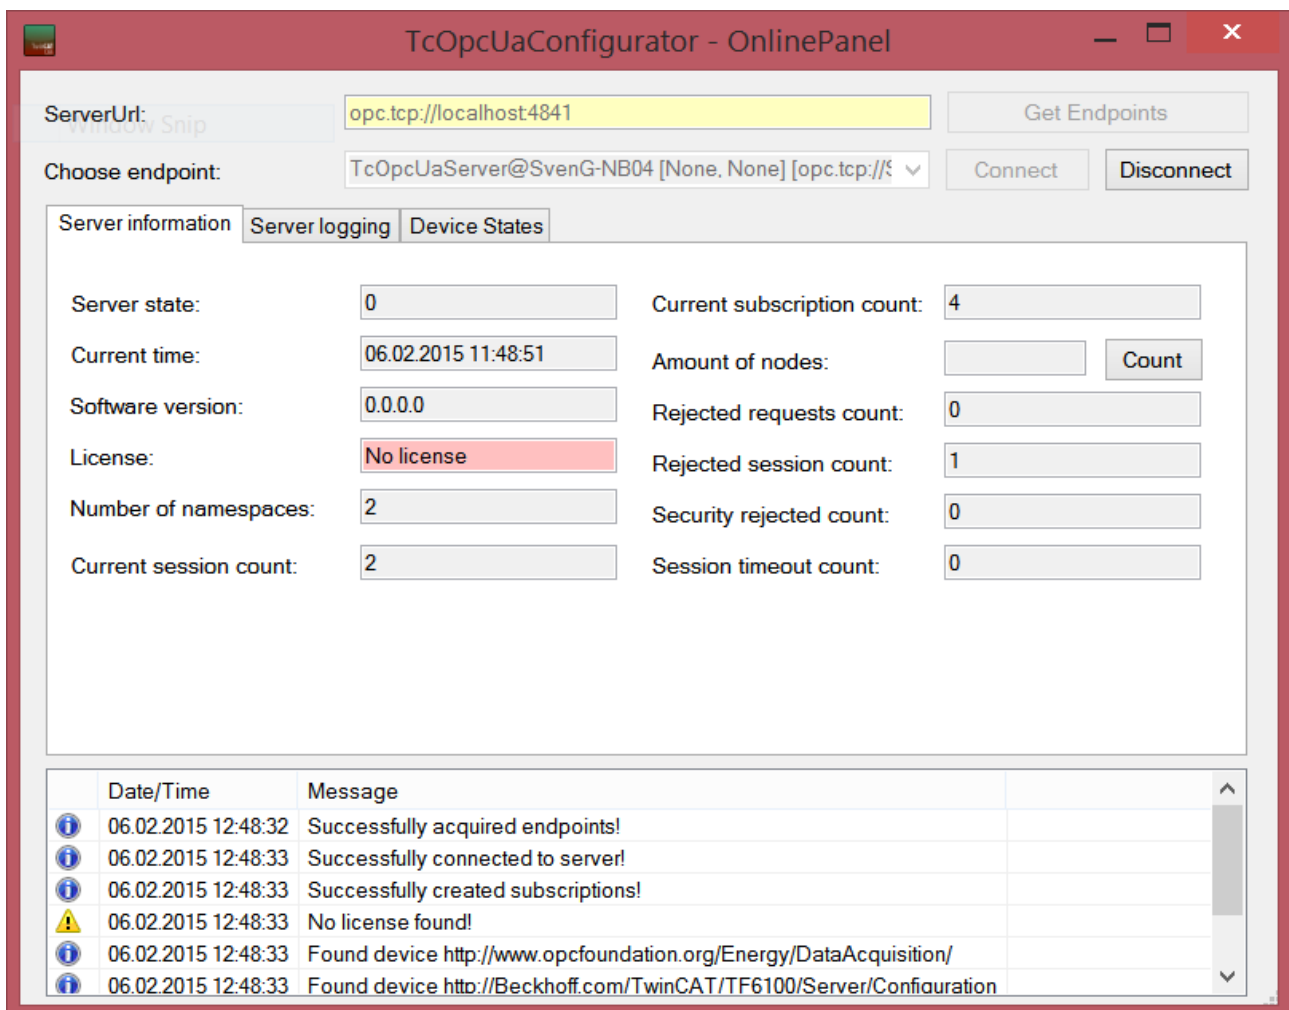 TcOpcUaConfigurator - OnlinePanel
ServerUrl: opc.tcp://localhost:4841 Get Endpoints
Window Snip
Choose endpoint: TcOpcUaServer@SvenG-NB04 [None, None] [opc.tcp://S Connect Disconnect
Server information Server logging Device States
Server state: 0 Current subscription count: 4
Current time: 06.02.2015 11:48:51 Amount of nodes: Count
Software version: 0.0.0.0 Rejected requests count: 0
License: No license Rejected session count: 1
Number of namespaces: 2 Security rejected count: 0
Current session count: 2 Session timeout count: 0
Date/Time Message
06.02.2015 12:48:32 Successfully acquired endpoints!
06.02.2015 12:48:33 Successfully connected to server!
06.02.2015 12:48:33 Successfully created subscriptions!
06.02.2015 12:48:33 No license found!
06.02.2015 12:48:33 Found device http://www.opcfoundation.org/Energy/DataAcquisition/
06.02.2015 12:48:33 Found device http://Beckhoff.com/TwinCAT/TF6100/Server/Configuration